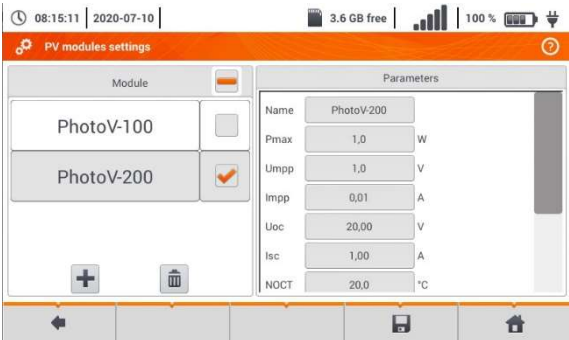 08:15:11 2020-07-10 3.6 GB free 100 %
PV modules settings
Module
PhotoV-100
PhotoV-200
Parameters
Name PhotoV-200
Pmax 1,0 W
Umpp 1,0 V
Impp 0,01 A
Uoc 20,00 V
Isc 1,00 A
NOCT 20,0 °C